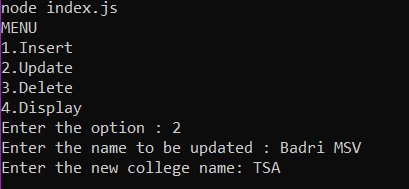 node index.js
MENU
1.Insert
2.Update
3.Delete
4.Display
Enter the option : 2
Enter the name to be updated : Badri MSV
Enter the new college name: TSA